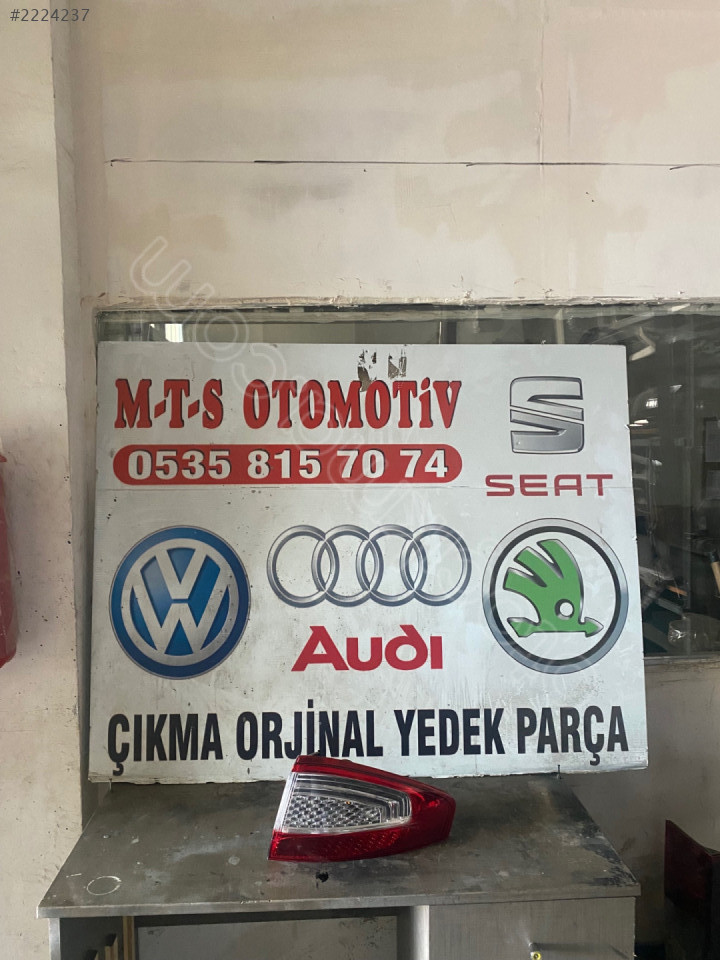 #2224237
M-T-S OTOMOTİV
0535 815 70 74
SEAT
Audi
ÇIKMA ORJİNAL YEDEK PARÇA